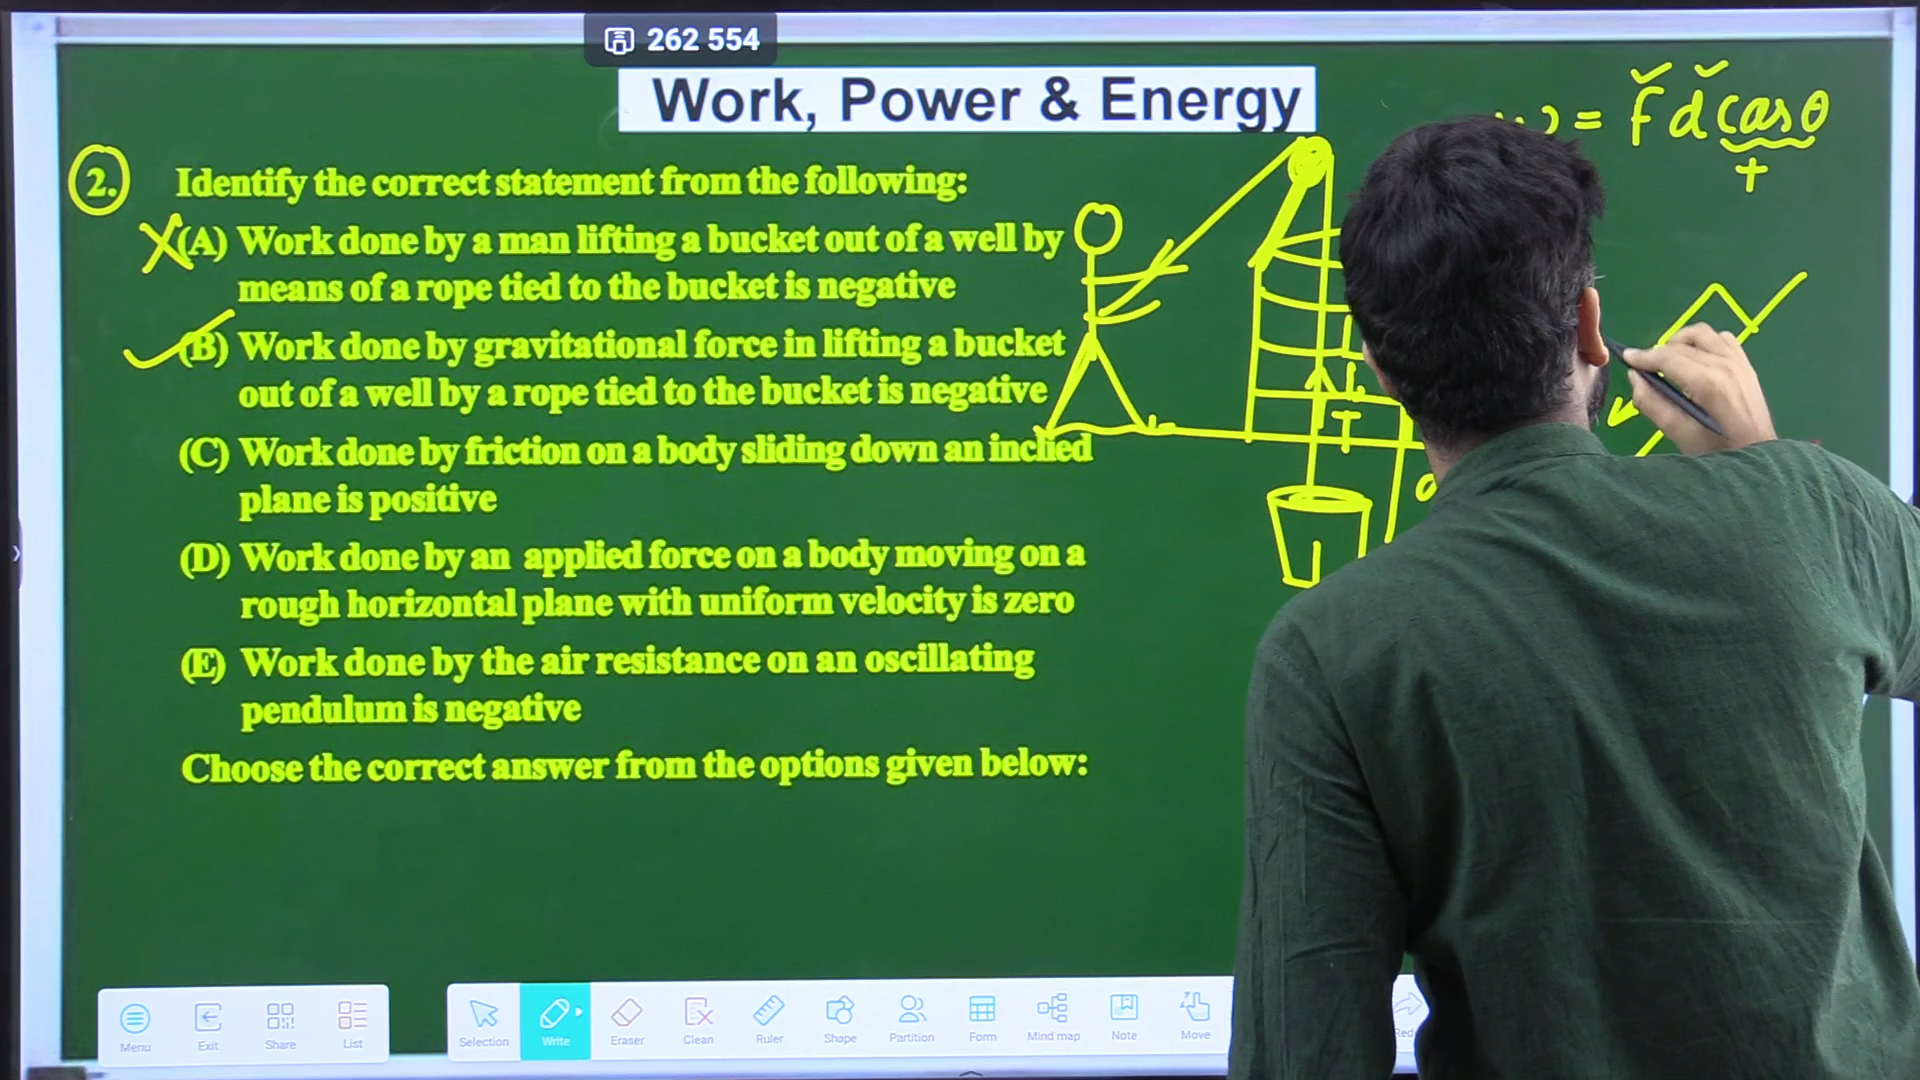 262 554
Work, Power & Energy
= F d cos θ
+
2. Identify the correct statement from the following:
(A) Work done by a man lifting a bucket out of a well by
means of a rope tied to the bucket is negative
(B) Work done by gravitational force in lifting a bucket
out of a well by a rope tied to the bucket is negative
T
(C) Work done by friction on a body sliding down an inclied
plane is positive
(D) Work done by an applied force on a body moving on a
rough horizontal plane with uniform velocity is zero
(E) Work done by the air resistance on an oscillating
pendulum is negative
Choose the correct answer from the options given below:
Menu Exit Share List Selection Write Eraser Clean Ruler Shape Partition Form Mind map Note Move